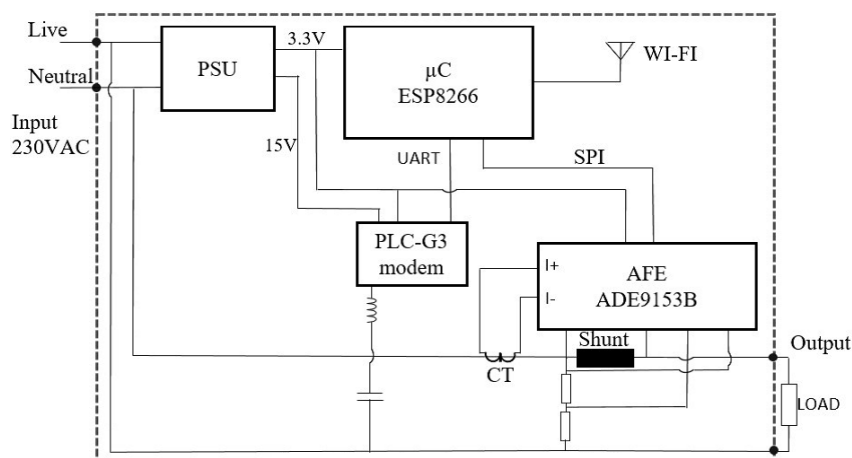 Live
Neutral
Input
230VAC
PSU
3.3V
15V
µC
ESP8266
WI-FI
UART
SPI
PLC-G3
modem
I+
I-
AFE
ADE9153B
Shunt
CT
Output
LOAD